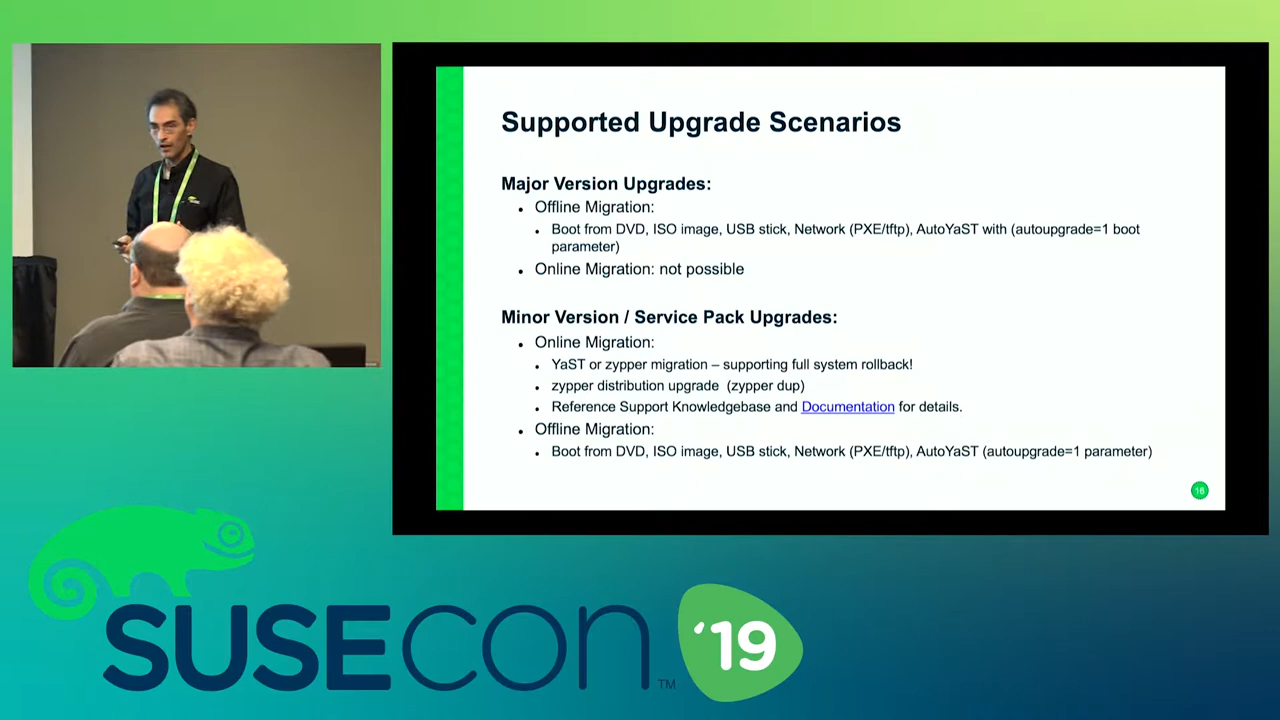 Supported Upgrade Scenarios
Major Version Upgrades:
• Offline Migration:
• Boot from DVD, ISO image, USB stick, Network (PXE/tftp), AutoYaST with (autoupgrade=1 boot
parameter)
• Online Migration: not possible
Minor Version / Service Pack Upgrades:
• Online Migration:
• YaST or zypper migration – supporting full system rollback!
• zypper distribution upgrade (zypper dup)
• Reference Support Knowledgebase and Documentation for details.
• Offline Migration:
• Boot from DVD, ISO image, USB stick, Network (PXE/tftp), AutoYaST (autoupgrade=1 parameter)
16
SUSECON ™ '19